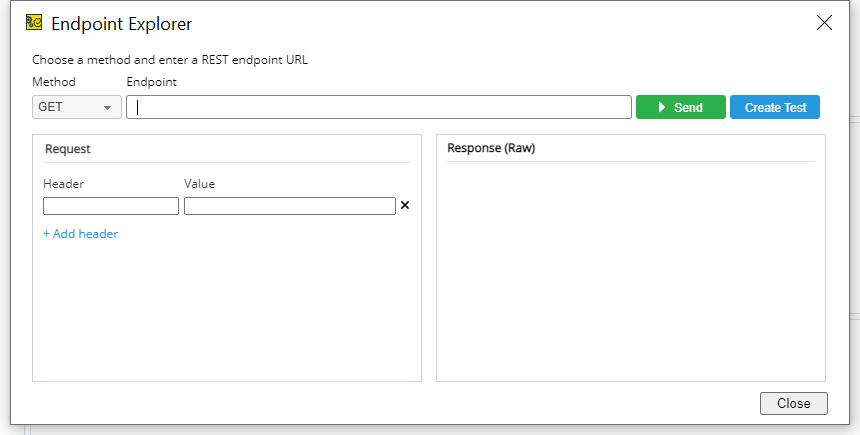 Endpoint Explorer
Choose a method and enter a REST endpoint URL
Method Endpoint
GET Send Create Test
Request Response (Raw)
Header Value
+ Add header
Close